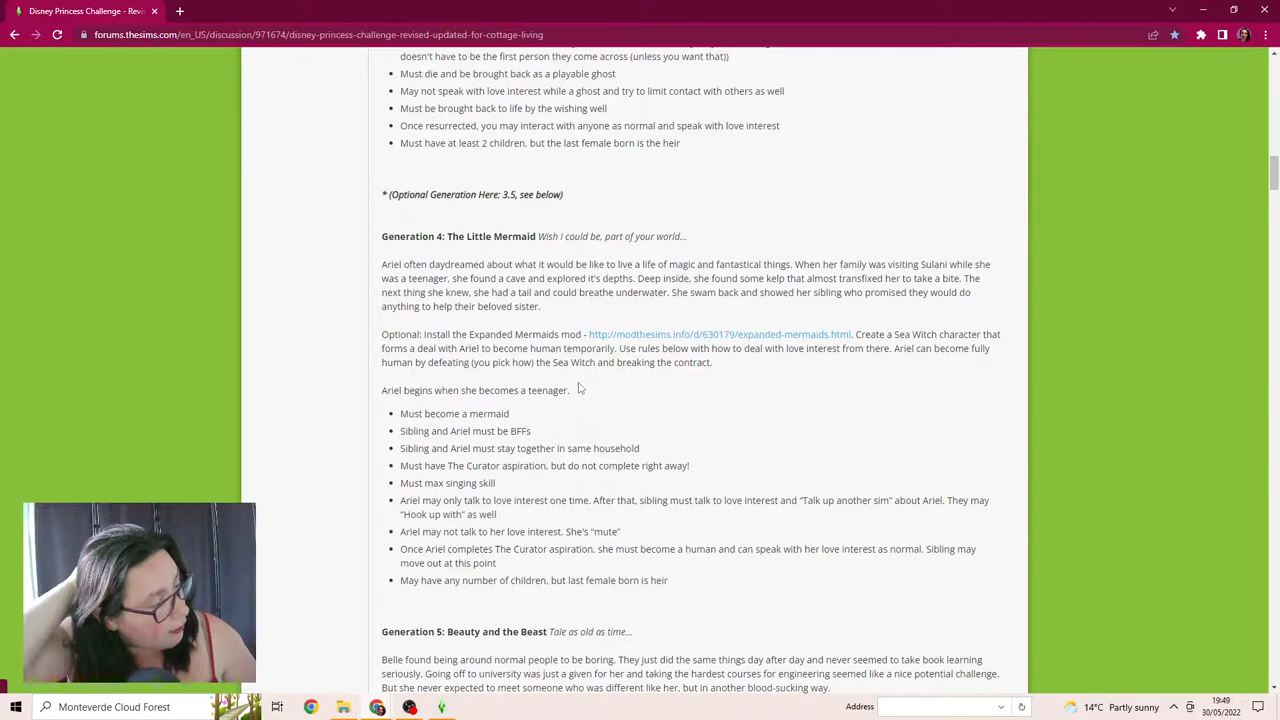 Disney Princess Challenge - Revi
forums.thesims.com/en_US/discussion/971674/disney-princess-challenge-revised-updated-for-cottage-living
doesn't have to be the first person they come across (unless you want that))
• Must die and be brought back as a playable ghost
• May not speak with love interest while a ghost and try to limit contact with others as well
• Must be brought back to life by the wishing well
• Once resurrected, you may interact with anyone as normal and speak with love interest
• Must have at least 2 children, but the last female born is the heir
* (Optional Generation Here: 3.5, see below)
Generation 4: The Little Mermaid Wish I could be, part of your world...
Ariel often daydreamed about what it would be like to live a life of magic and fantastical things. When her family was visiting Sulani while she
was a teenager, she found a cave and explored it's depths. Deep inside, she found some kelp that almost transfixed her to take a bite. The
next thing she knew, she had a tail and could breathe underwater. She swam back and showed her sibling who promised they would do
anything to help their beloved sister.
Optional: Install the Expanded Mermaids mod - http://modthesims.info/d/630179/expanded-mermaids.html. Create a Sea Witch character that
forms a deal with Ariel to become human temporarily. Use rules below with how to deal with love interest from there. Ariel can become fully
human by defeating (you pick how) the Sea Witch and breaking the contract.
Ariel begins when she becomes a teenager.
• Must become a mermaid
• Sibling and Ariel must be BFFs
• Sibling and Ariel must stay together in same household
• Must have The Curator aspiration, but do not complete right away!
• Must max singing skill
• Ariel may only talk to love interest one time. After that, sibling must talk to love interest and “Talk up another sim” about Ariel. They may
“Hook up with” as well
• Ariel may not talk to her love interest. She's “mute”
• Once Ariel completes The Curator aspiration, she must become a human and can speak with her love interest as normal. Sibling may
move out at this point
• May have any number of children, but last female born is heir
Generation 5: Beauty and the Beast Tale as old as time...
Belle found being around normal people to be boring. They just did the same things day after day and never seemed to take book learning
seriously. Going off to university was just a given for her and taking the hardest courses for engineering seemed like a nice potential challenge.
But she never expected to meet someone who was different like her, but in another blood-sucking way.
Monteverde Cloud Forest
Address
14°C Partly sunny
19:49
30/05/2022